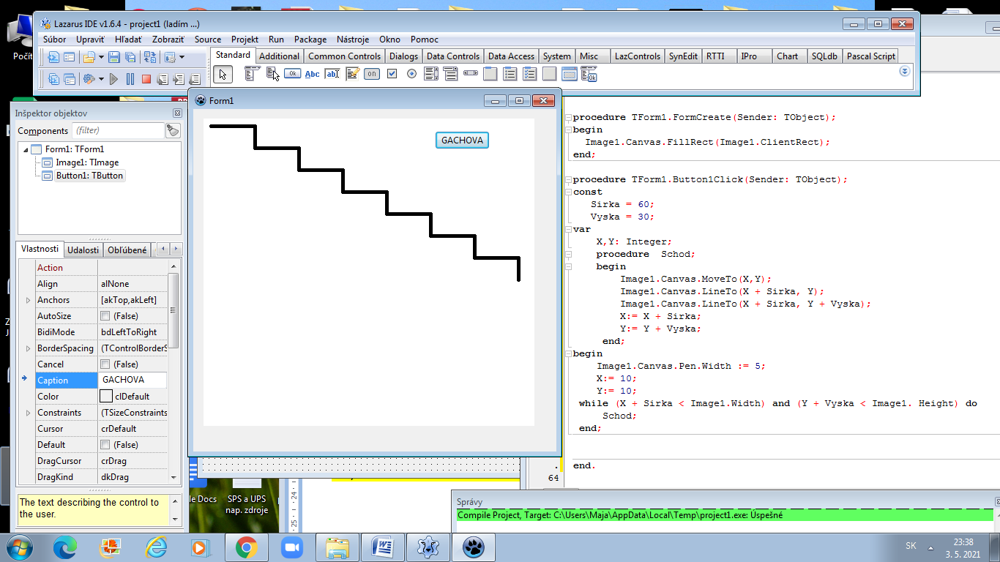 Počít
Lazarus IDE v1.6.4 - project1 (ladím ...)
Súbor Upraviť Hľadať Zobraziť Source Projekt Run Package Nástroje Okno Pomoc
Standard Additional Common Controls Dialogs Data Controls Data Access System Misc LazControls SynEdit RTTI IPro Chart SQLdb Pascal Script
Ok Abc ab on Ok
Inšpektor objektov
Components (filter)
Form1: TForm1
Image1: TImage
Button1: TButton
Vlastnosti Udalosti Obľúbené
Action
Align alNone
Anchors [akTop,akLeft]
AutoSize (False)
BidiMode bdLeftToRight
BorderSpacing (TControlBorderS
Cancel (False)
Caption GACHOVA
Color clDefault
Constraints (TSizeConstraints
Cursor crDefault
Default (False)
DragCursor crDrag
DragKind dkDrag
The text describing the control to
the user.
Form1
GACHOVA
procedure TForm1.FormCreate(Sender: TObject);
begin
Image1.Canvas.FillRect(Image1.ClientRect);
end;
procedure TForm1.Button1Click(Sender: TObject);
const
Sirka = 60;
Vyska = 30;
var
X,Y: Integer;
procedure Schod;
begin
Image1.Canvas.MoveTo(X,Y);
Image1.Canvas.LineTo(X + Sirka, Y);
Image1.Canvas.LineTo(X + Sirka, Y + Vyska);
X:= X + Sirka;
Y:= Y + Vyska;
end;
begin
Image1.Canvas.Pen.Width := 5;
X:= 10;
Y:= 10;
while (X + Sirka < Image1.Width) and (Y + Vyska < Image1. Height) do
Schod;
end;
. end.
64
le Docs
SPS a UPS
nap. zdroje
24
25
Správy
Compile Project, Target: C:\Users\Maja\AppData\Local\Temp\project1.exe: Úspešné
SK
23:38
3. 5. 2021